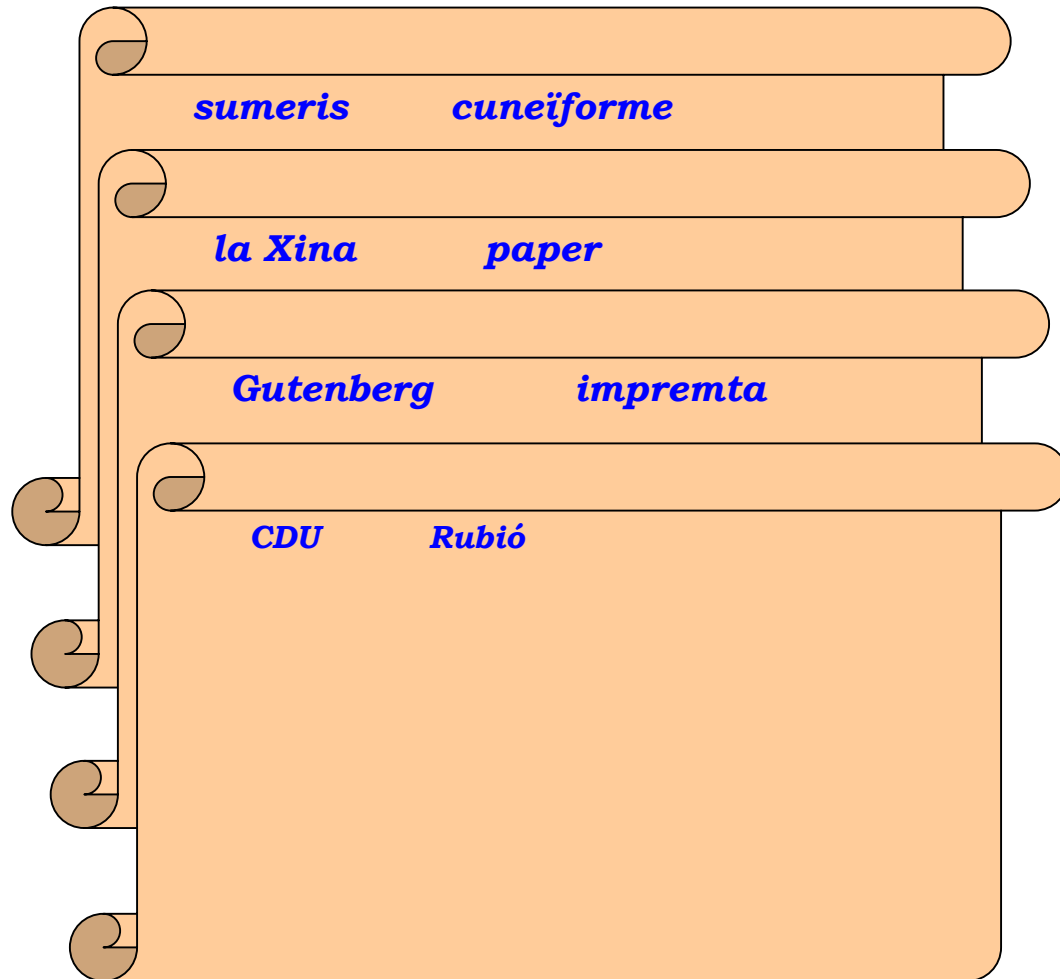 sumeris cuneïforme
la Xina paper
Gutenberg impremta
CDU Rubió